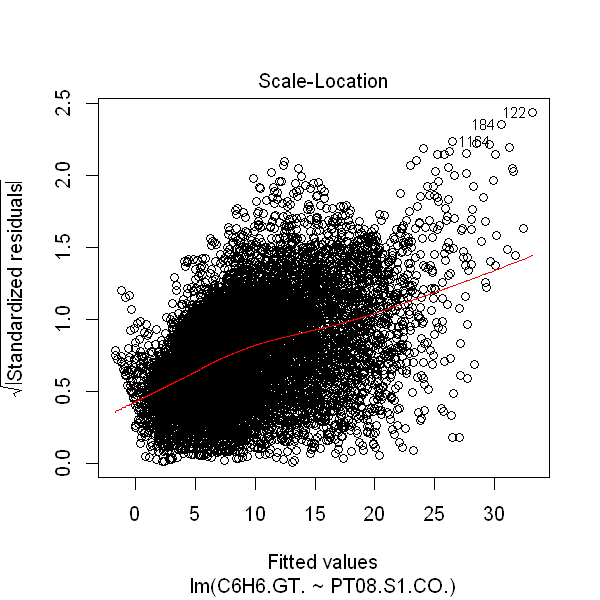 Scale-Location
2.5
2.0
1.5
1.0
0.5
0.0
√|Standardized residuals|
122
184
1164
0 5 10 15 20 25 30
Fitted values
lm(C6H6.GT. ~ PT08.S1.CO.)